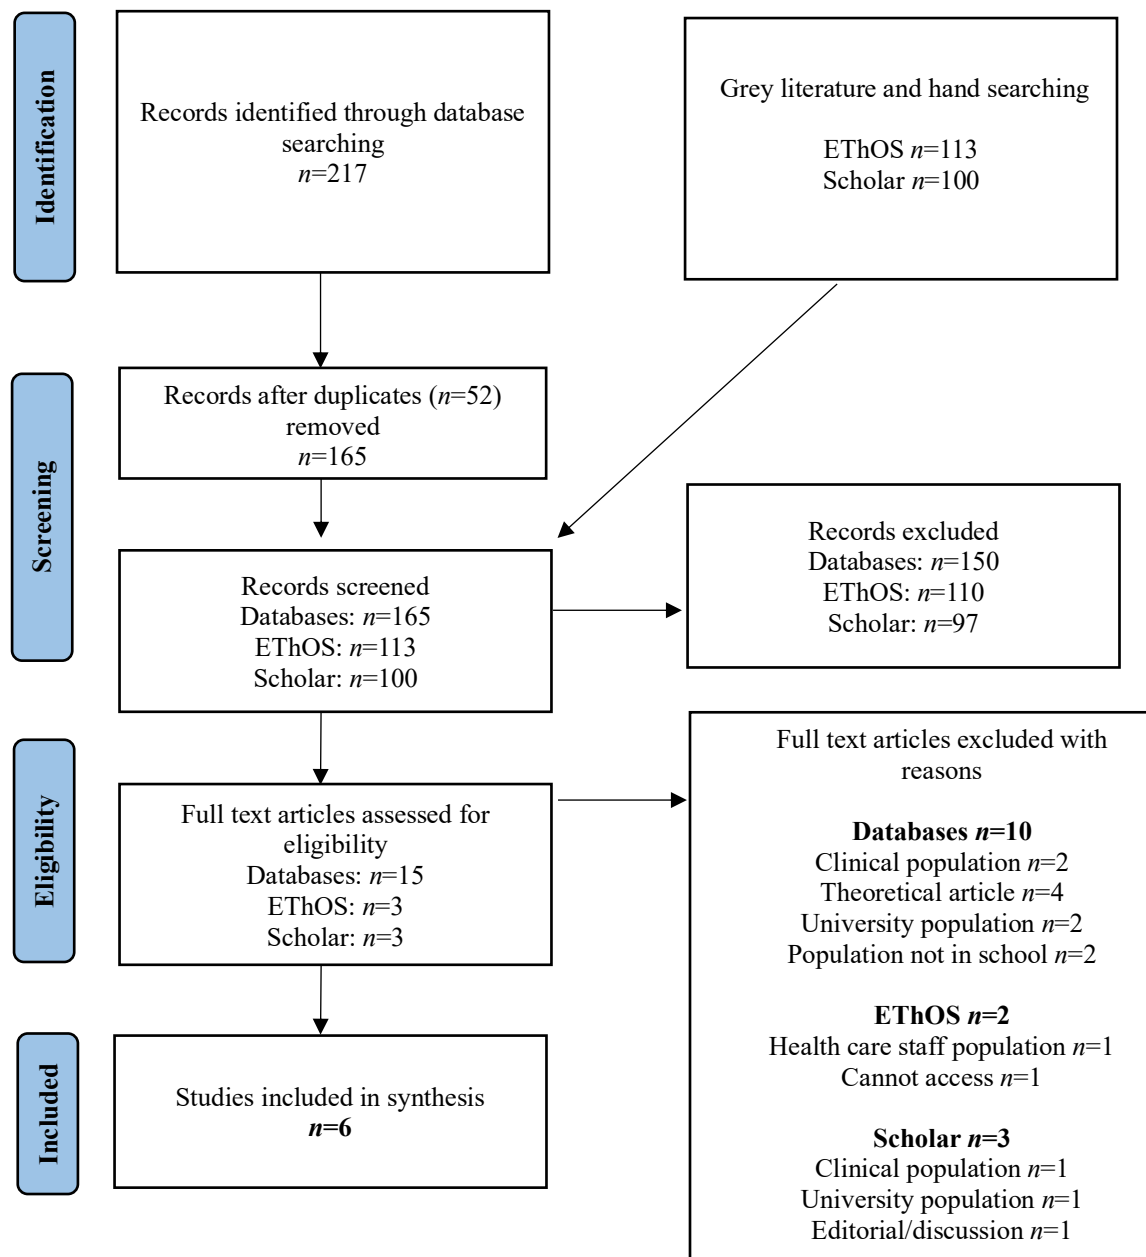 Identification
Records identified through database
searching
n=217
Grey literature and hand searching
EThOS n=113
Scholar n=100
Screening
Records after duplicates (n=52)
removed
n=165
Records screened
Databases: n=165
EThOS: n=113
Scholar: n=100
Records excluded
Databases: n=150
EThOS: n=110
Scholar: n=97
Eligibility
Full text articles assessed for
eligibility
Databases: n=15
EThOS: n=3
Scholar: n=3
Full text articles excluded with
reasons
Databases n=10
Clinical population n=2
Theoretical article n=4
University population n=2
Population not in school n=2
EThOS n=2
Health care staff population n=1
Cannot access n=1
Scholar n=3
Clinical population n=1
University population n=1
Editorial/discussion n=1
Included
Studies included in synthesis
n=6